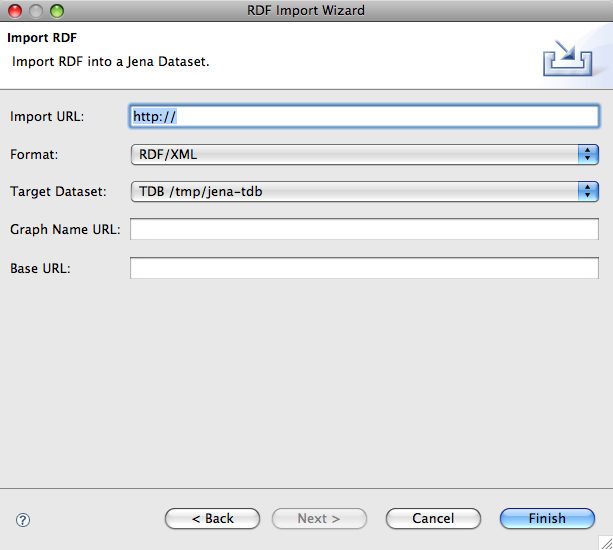 RDF Import Wizard
Import RDF
Import RDF into a Jena Dataset.
Import URL: http://
Format: RDF/XML
Target Dataset: TDB /tmp/jena-tdb
Graph Name URL:
Base URL:
? < Back Next > Cancel Finish